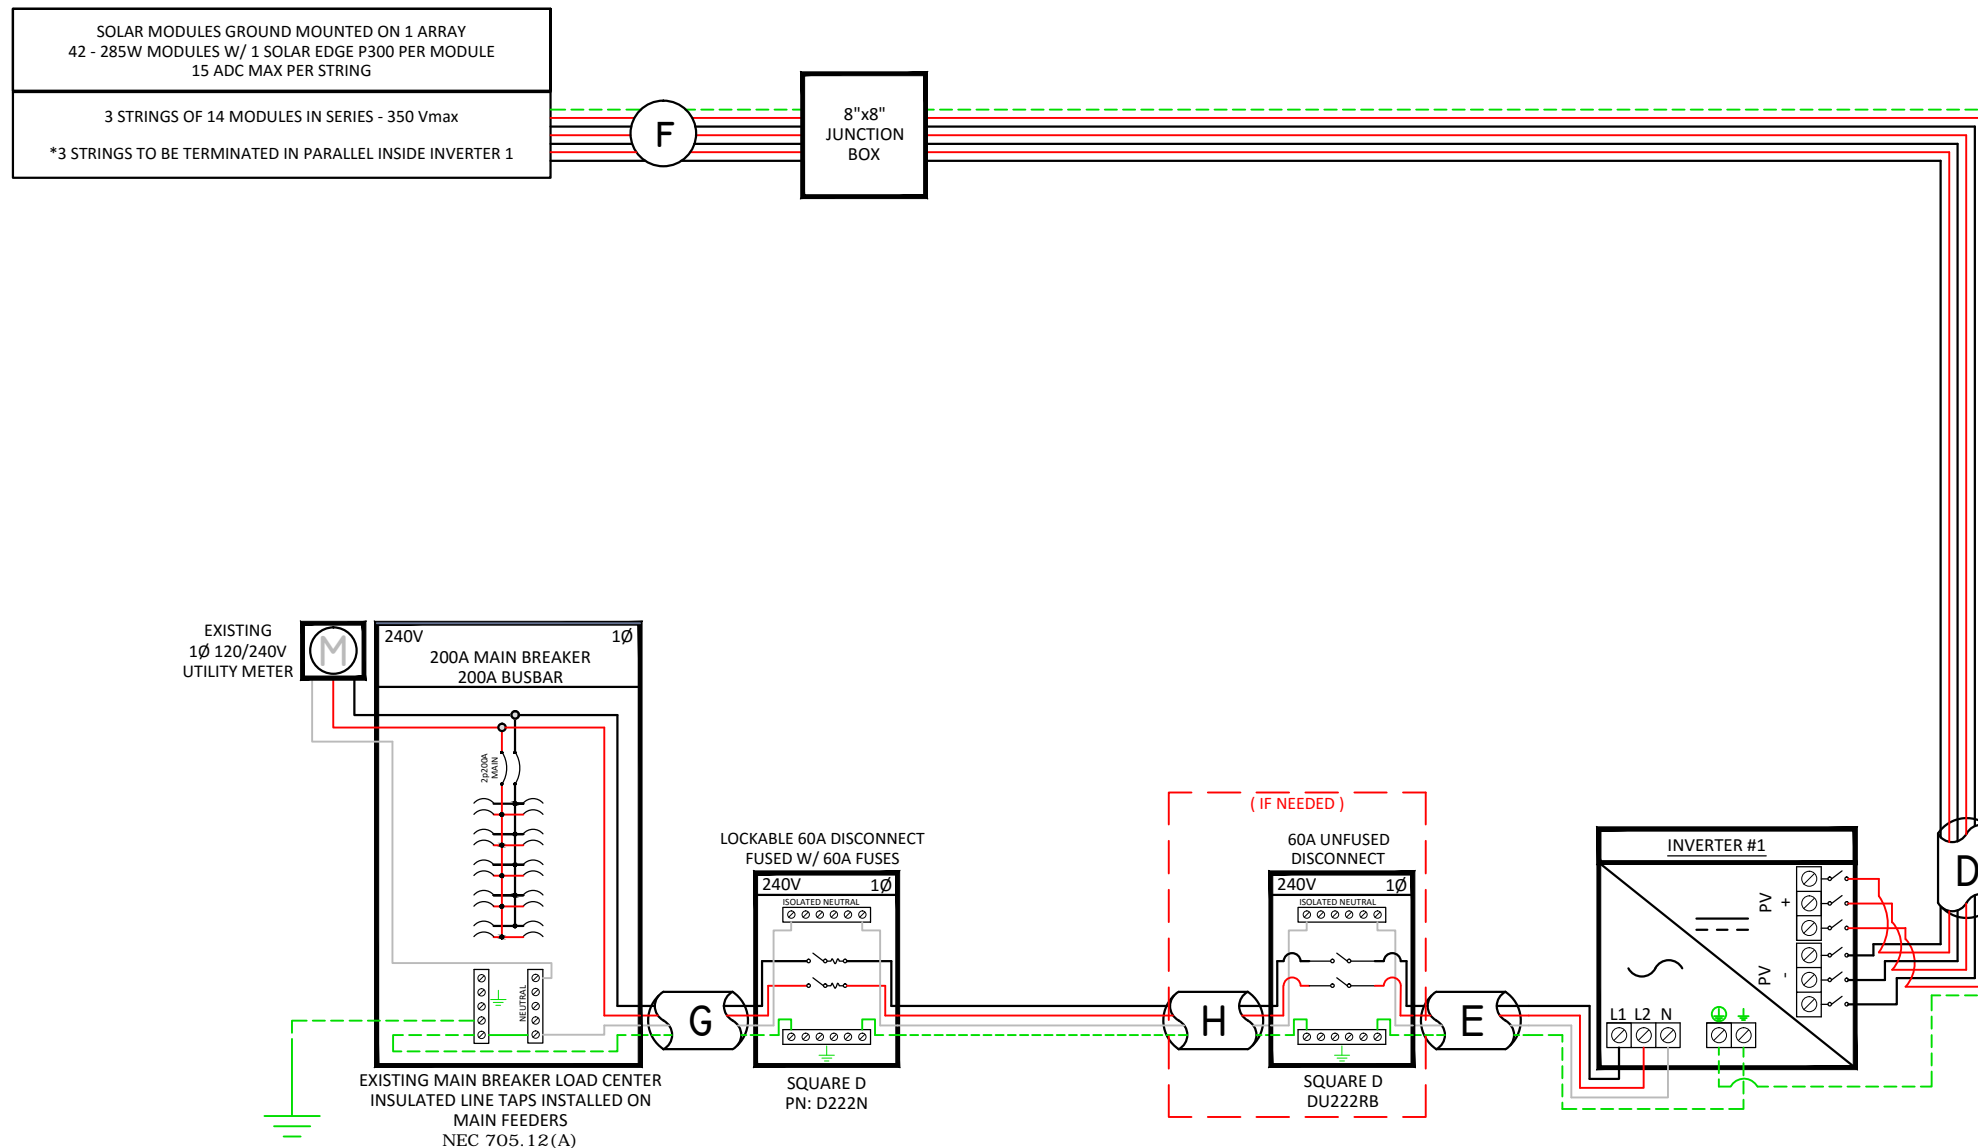 SOLAR MODULES GROUND MOUNTED ON 1 ARRAY
42 - 285W MODULES W/ 1 SOLAR EDGE P300 PER MODULE
15 ADC MAX PER STRING
3 STRINGS OF 14 MODULES IN SERIES - 350 Vmax
*3 STRINGS TO BE TERMINATED IN PARALLEL INSIDE INVERTER 1
F
8"x8"
JUNCTION
BOX
EXISTING
1Ø 120/240V
UTILITY METER
M
240V 1Ø
200A MAIN BREAKER
200A BUSBAR
2p200A
MAIN
NEUTRAL
EXISTING MAIN BREAKER LOAD CENTER
INSULATED LINE TAPS INSTALLED ON
MAIN FEEDERS
NEC 705.12(A)
G
LOCKABLE 60A DISCONNECT
FUSED W/ 60A FUSES
240V 1Ø
ISOLATED NEUTRAL
SQUARE D
PN: D222N
H
( IF NEEDED )
60A UNFUSED
DISCONNECT
240V 1Ø
ISOLATED NEUTRAL
SQUARE D
DU222RB
E
INVERTER #1
PV +
PV -
L1 L2 N
D